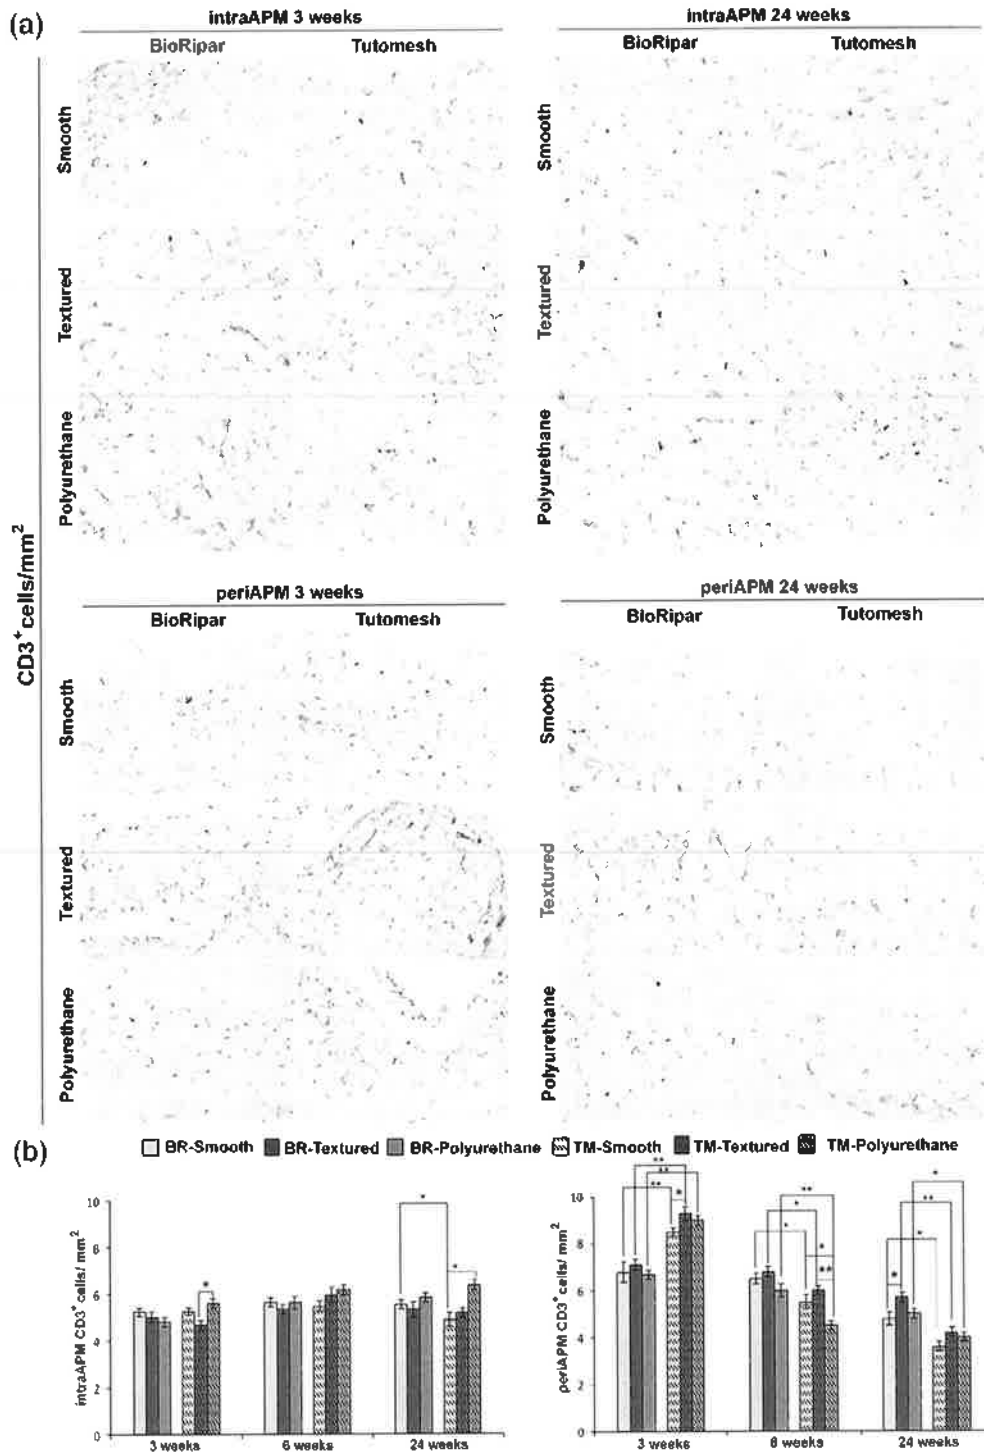 (a)
intraAPM 3 weeks
intraAPM 24 weeks
BioRipar Tutomesh
BioRipar Tutomesh
Smooth
Textured
Polyurethane
Smooth
Textured
Polyurethane
CD3+cells/mm2
periAPM 3 weeks
periAPM 24 weeks
BioRipar Tutomesh
BioRipar Tutomesh
Smooth
Textured
Polyurethane
Smooth
Textured
Polyurethane
(b)
BR-Smooth BR-Textured BR-Polyurethane TM-Smooth TM-Textured TM-Polyurethane
intraAPM CD3+cells/ mm2
10
8
6
4
2
0
*
*
*
3 weeks 6 weeks 24 weeks
periAPM CD3+cells/ mm2
10
8
6
4
2
0
**
**
**
*
**
*
*
*
**
*
**
*
*
3 weeks 6 weeks 24 weeks